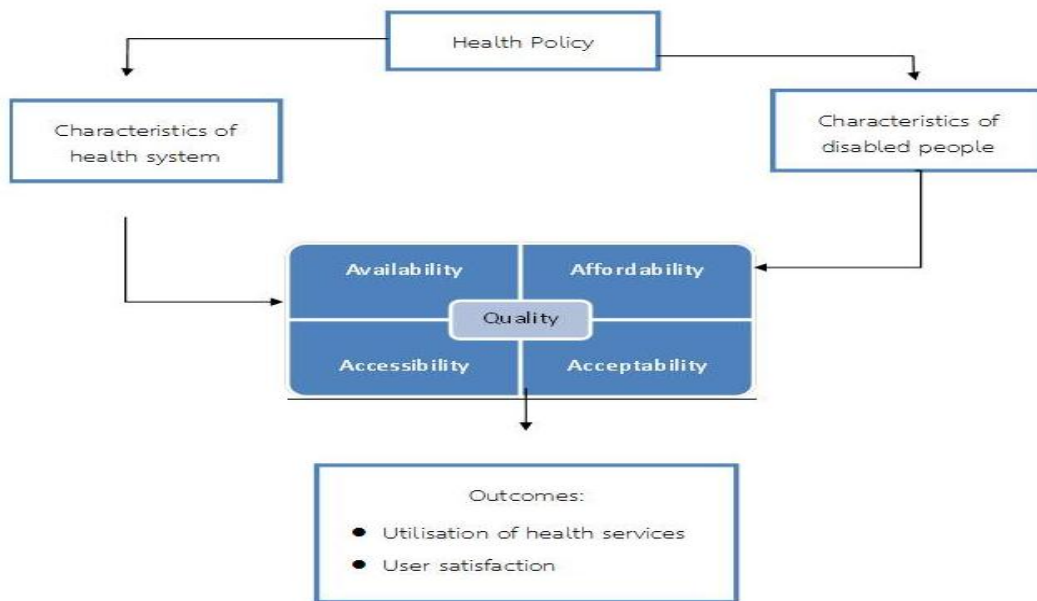 Health Policy
Characteristics of
health system
Characteristics of
disabled people
Availability
Affordability
Quality
Accessibility
Acceptability
Outcomes:
● Utilisation of health services
● User satisfaction